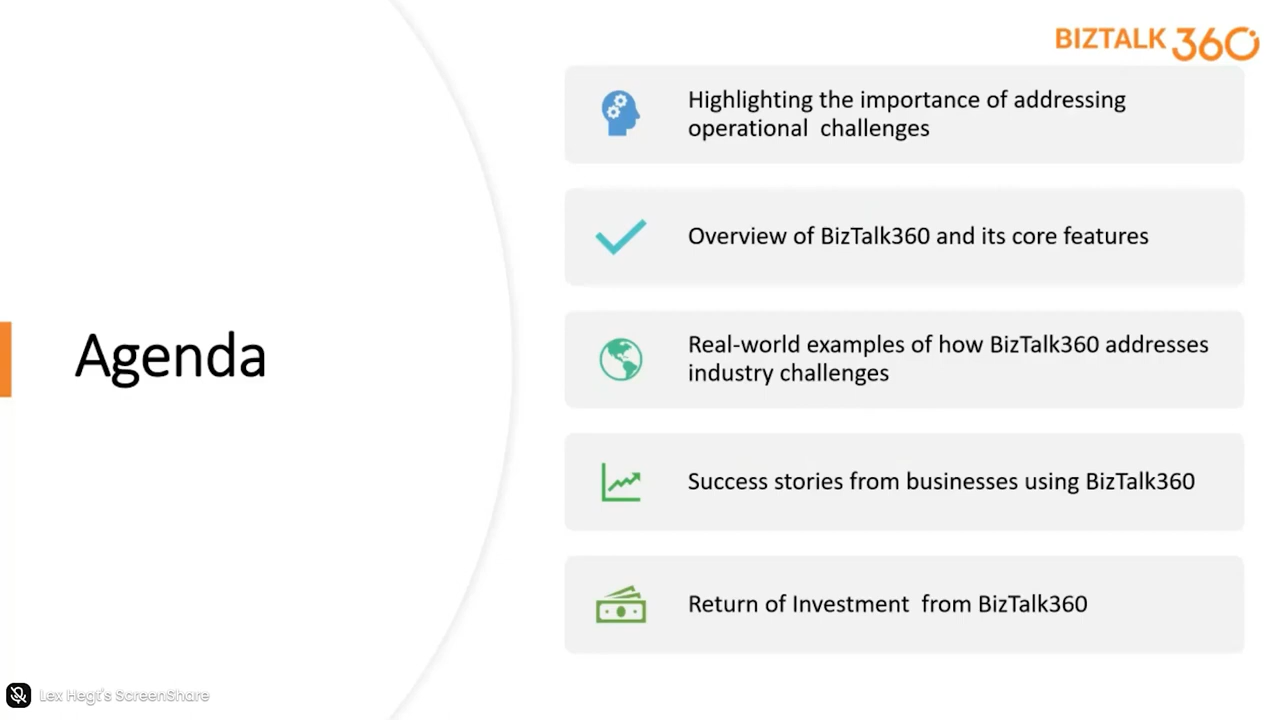 BIZTALK 360
Highlighting the importance of addressing
operational  challenges
Overview of BizTalk360 and its core features
Real-world examples of how BizTalk360 addresses
industry challenges
Agenda
Success stories from businesses using BizTalk360
Return of Investment  from BizTalk360
Lex Hegt's ScreenShare